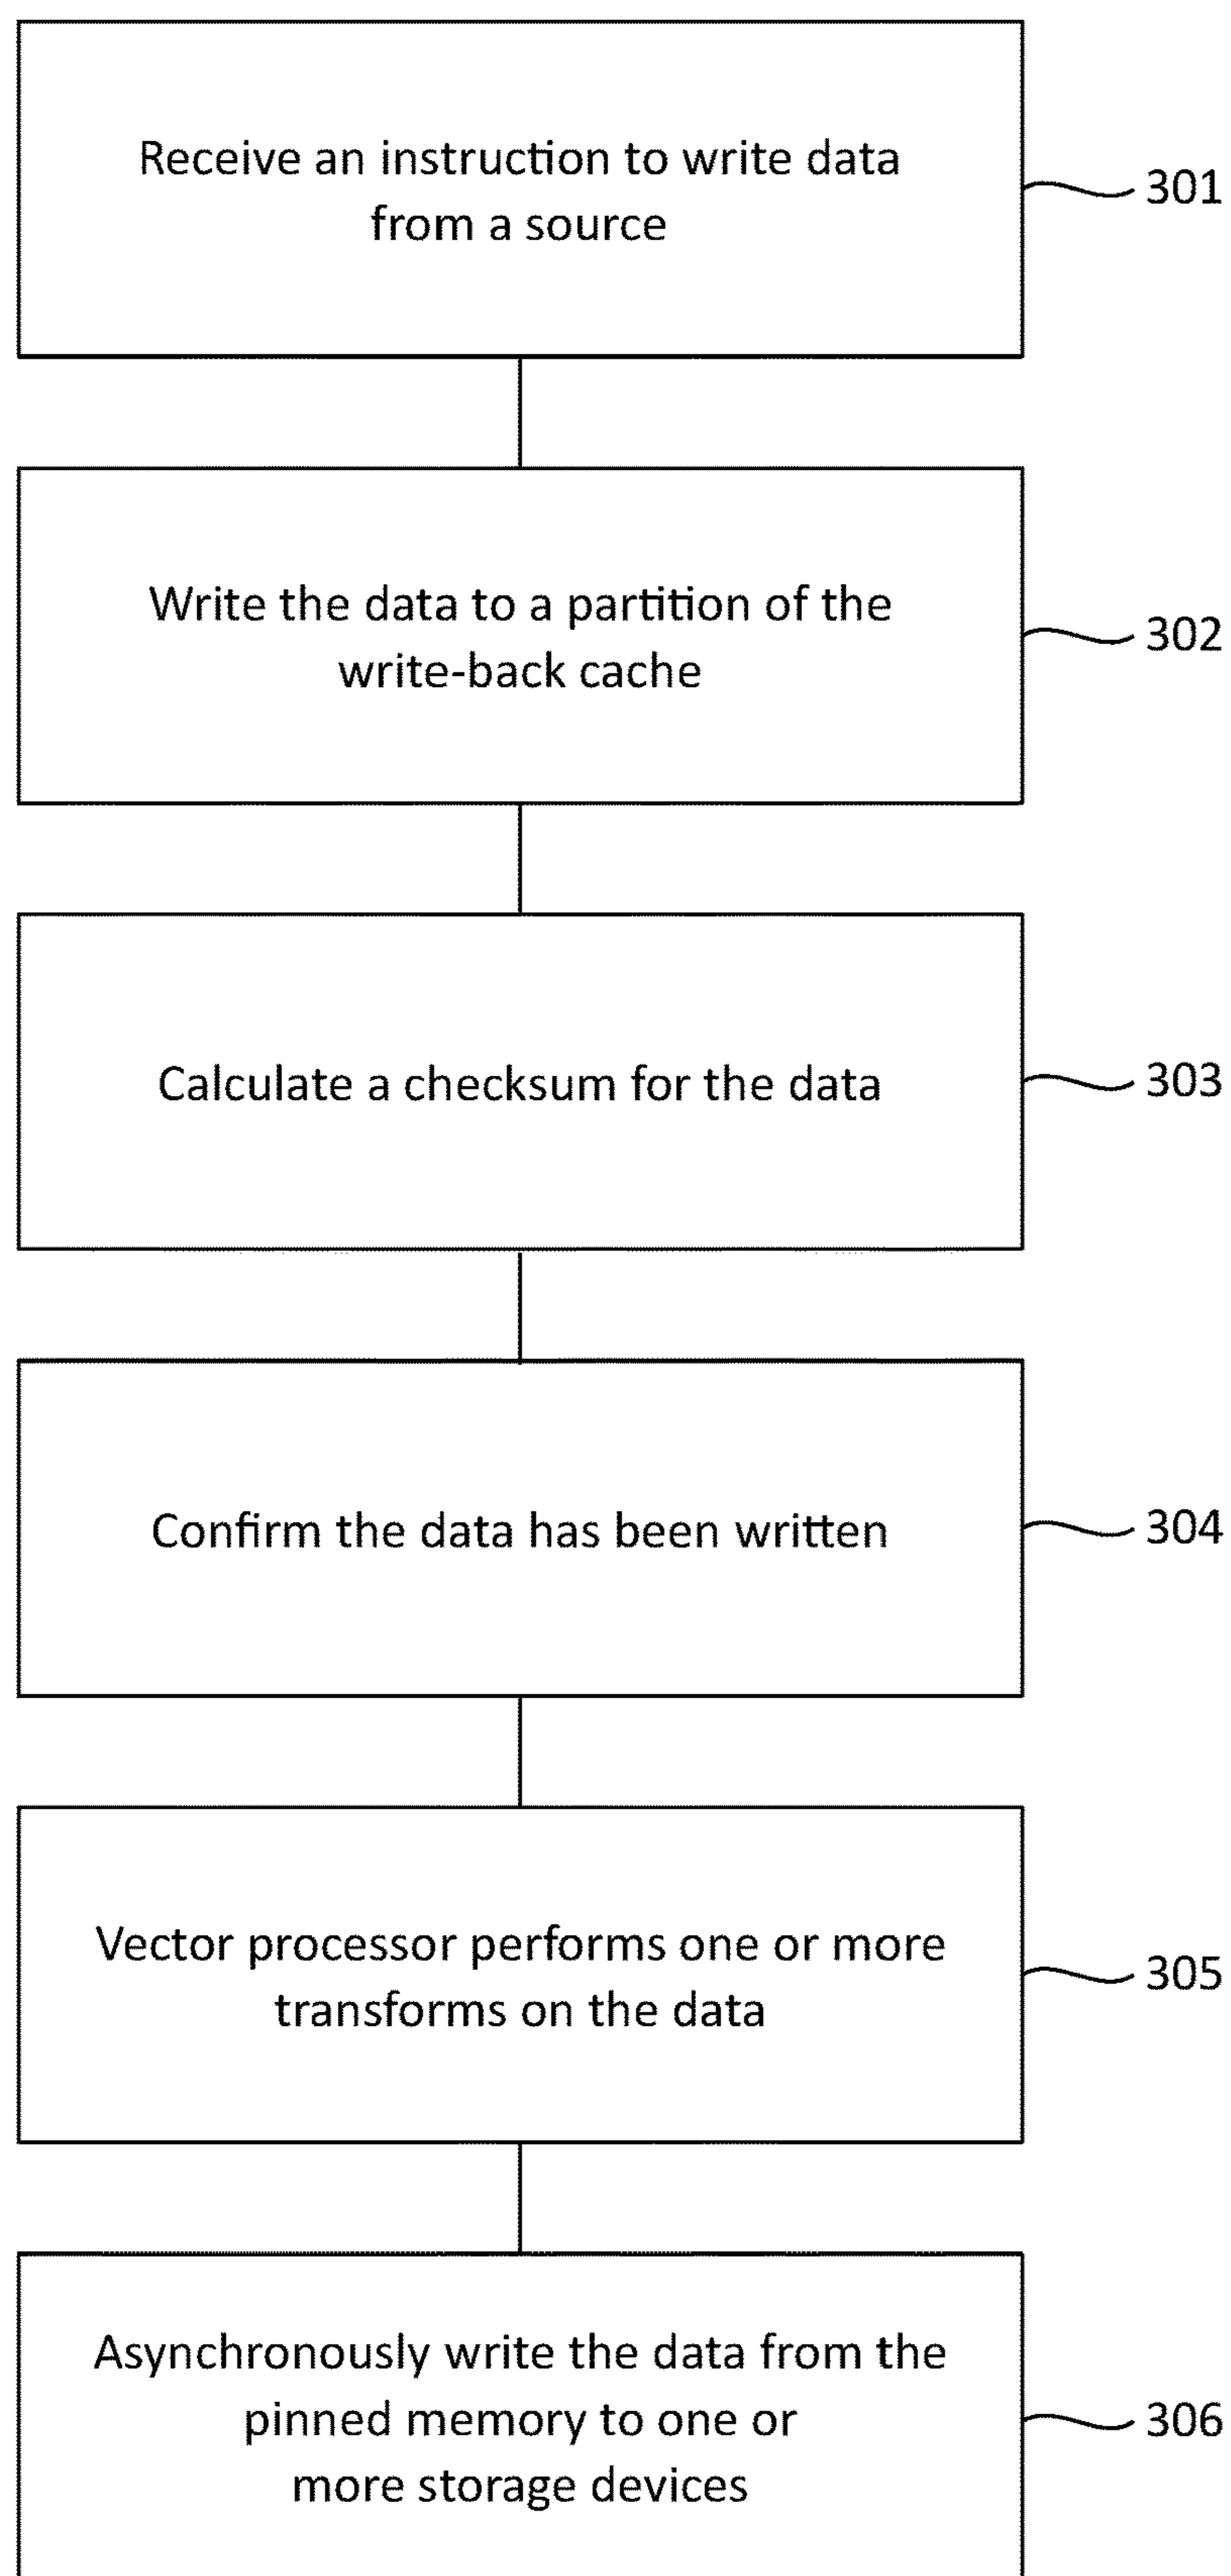 Receive an instruction to write data
from a source
301
Write the data to a partition of the
write-back cache
302
Calculate a checksum for the data
303
Confirm the data has been written
304
Vector processor performs one or more
transforms on the data
305
Asynchronously write the data from the
pinned memory to one or
more storage devices
306